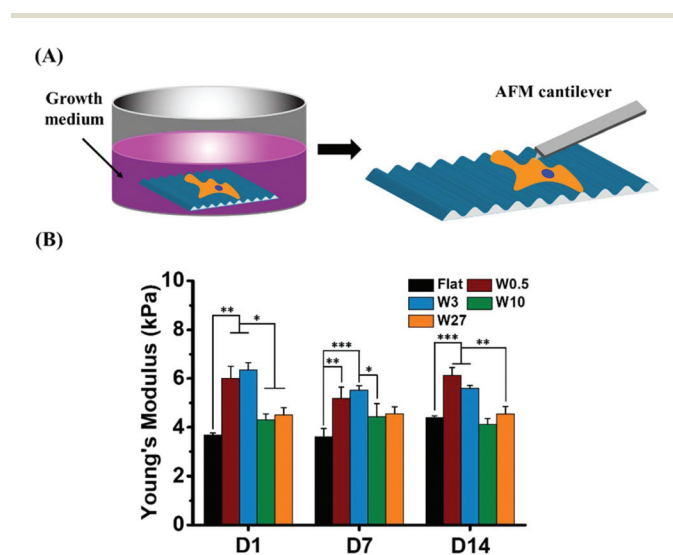 (A)
Growth
medium
AFM cantilever
(B)
Young's Modulus (kPa)
10
8
6
4
2
0
Flat W0.5
W3 W10
W27
** *
*** ** *
*** **
D1 D7 D14